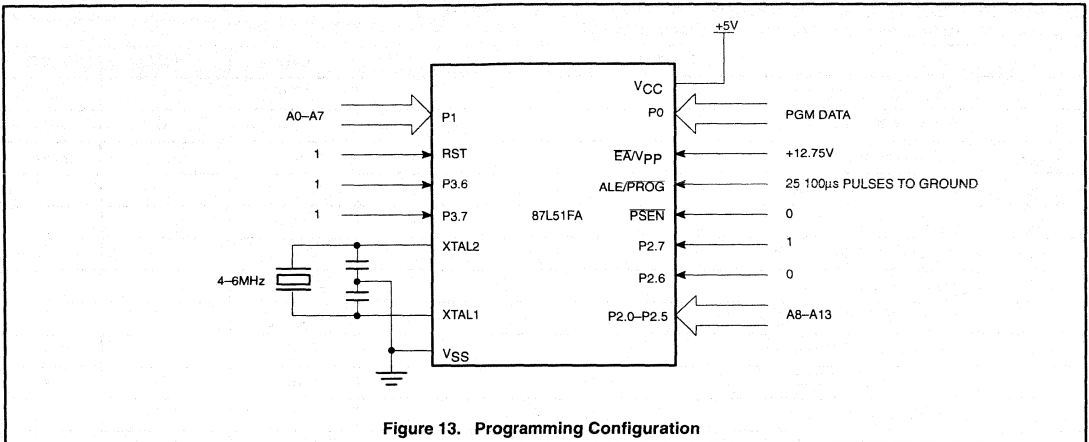 +5V
VCC
A0–A7
P1
P0
PGM DATA
1
RST
EA/VPP
+12.75V
1
P3.6
ALE/PROG
25 100µs PULSES TO GROUND
1
P3.7
87L51FA
PSEN
0
XTAL2
P2.7
1
4–6MHz
P2.6
0
XTAL1
P2.0–P2.5
A8–A13
VSS
Figure 13. Programming Configuration